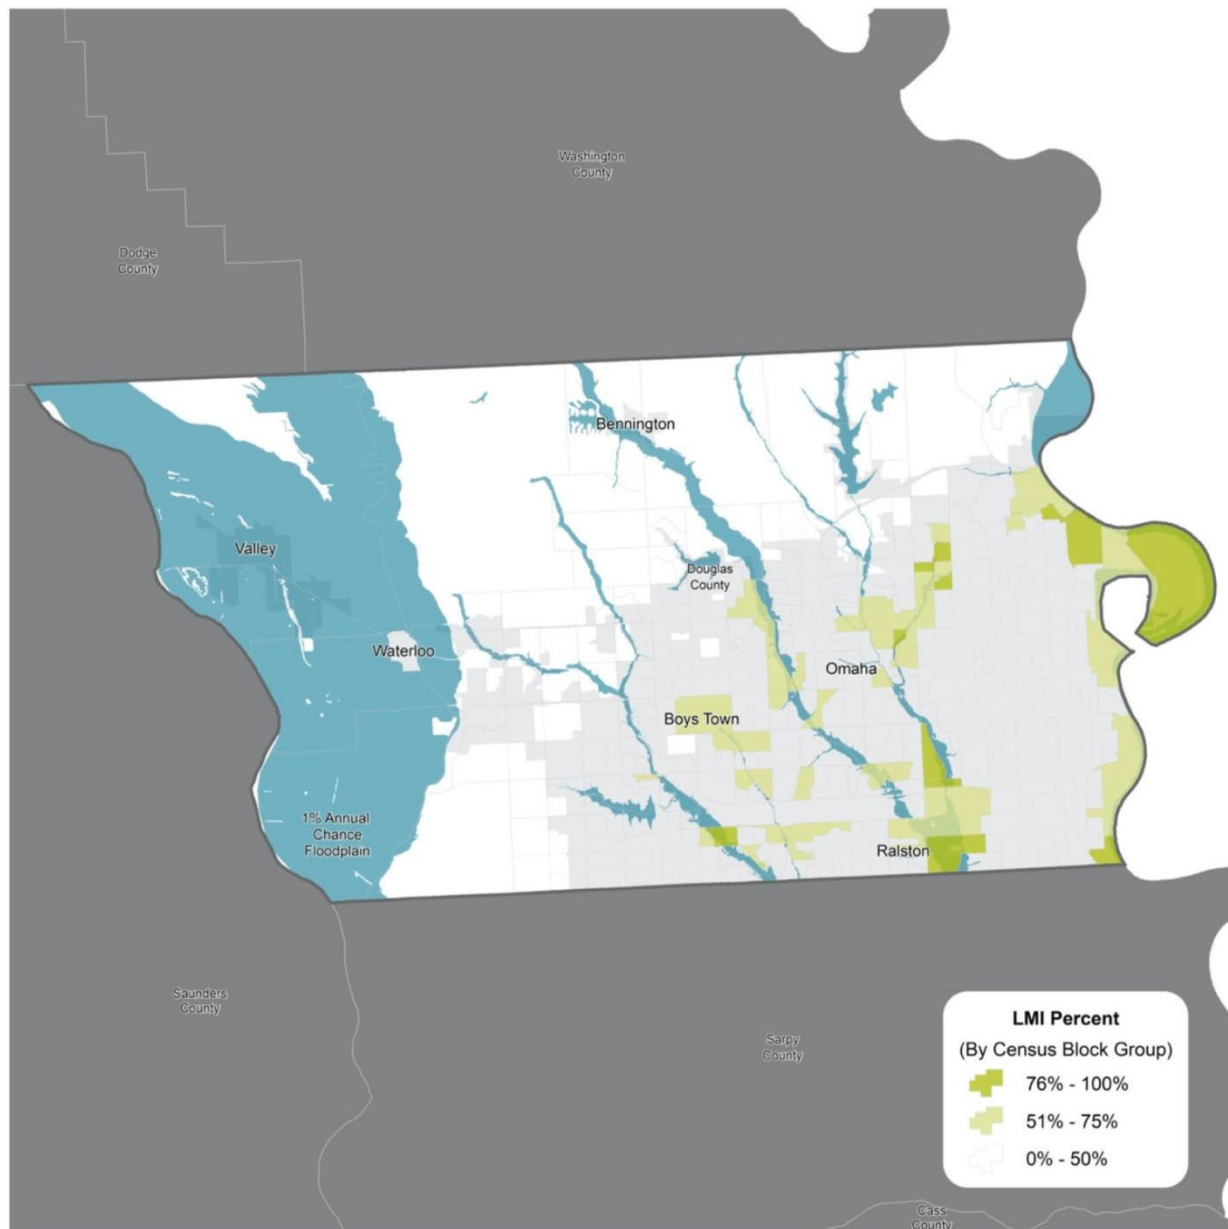 Washington
County
Dodge
County
Bennington
Valley
Douglas
County
Waterloo
Omaha
Boys Town
1% Annual
Chance
Floodplain
Ralston
Saunders
County
Sarpy
County
LMI Percent
(By Census Block Group)
76% - 100%
51% - 75%
0% - 50%
Cass
County